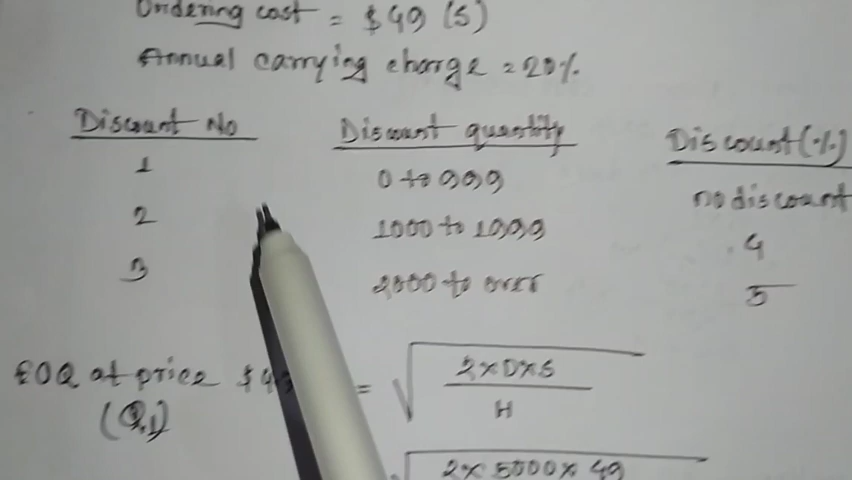 Ordering cost = $49 (S)
Annual carrying charge = 20%.
Discount No Discount quantity Discount (%)
1 0 to 999 no discount
2 1000 to 1999 4
3 2000 to over 5
EOQ at price $ = √ 2×D×S
(Q1) H
√ 2× 5000× 49